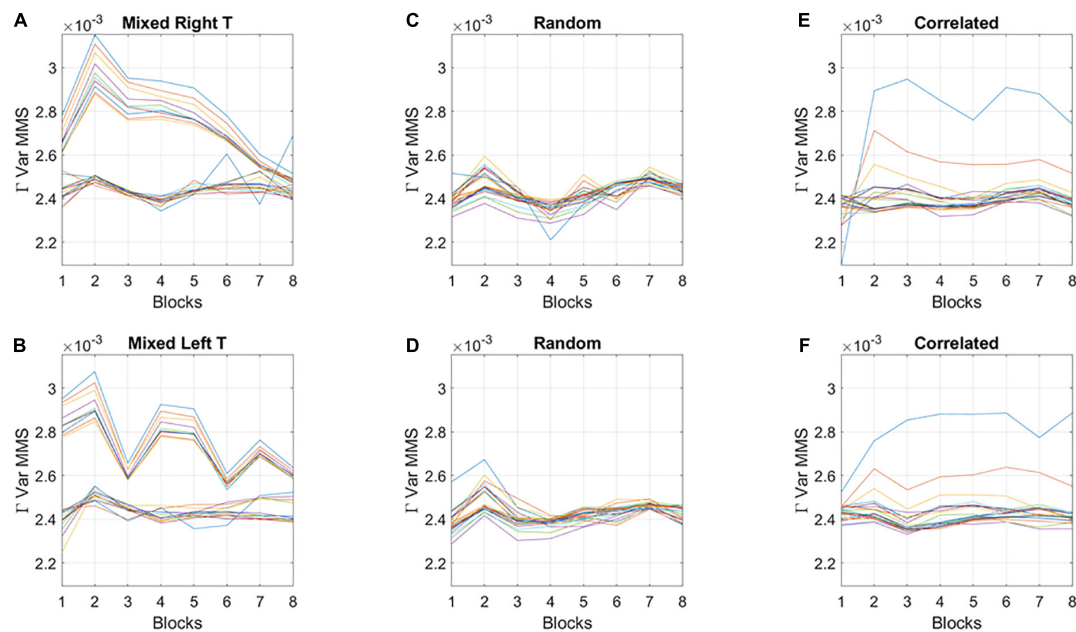 A
×10⁻³
Mixed Right T
Γ Var MMS
3
2.8
2.6
2.4
2.2
1 2 3 4 5 6 7 8
Blocks
C
×10⁻³
Random
Γ Var MMS
3
2.8
2.6
2.4
2.2
1 2 3 4 5 6 7 8
Blocks
E
×10⁻³
Correlated
Γ Var MMS
3
2.8
2.6
2.4
2.2
1 2 3 4 5 6 7 8
Blocks
B
×10⁻³
Mixed Left T
Γ Var MMS
3
2.8
2.6
2.4
2.2
1 2 3 4 5 6 7 8
Blocks
D
×10⁻³
Random
Γ Var MMS
3
2.8
2.6
2.4
2.2
1 2 3 4 5 6 7 8
Blocks
F
×10⁻³
Correlated
Γ Var MMS
3
2.8
2.6
2.4
2.2
1 2 3 4 5 6 7 8
Blocks